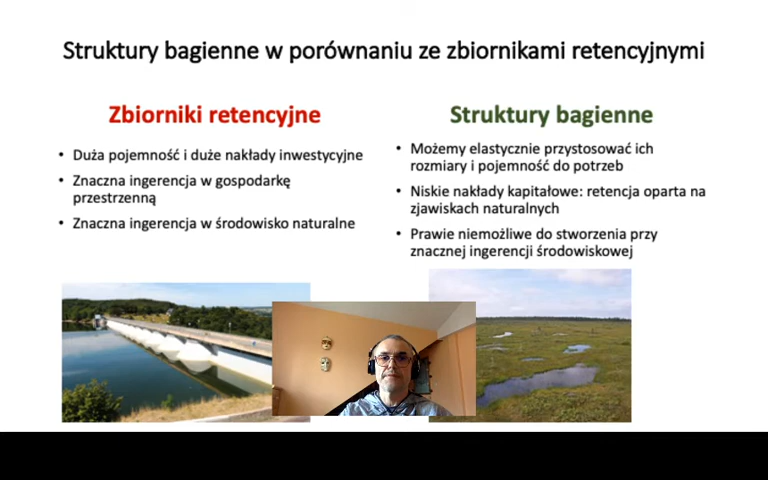 Struktury bagienne w porównaniu ze zbiornikami retencyjnymi
Zbiorniki retencyjne
• Duża pojemność i duże nakłady inwestycyjne
• Znaczna ingerencja w gospodarkę
przestrzenną
• Znaczna ingerencja w środowisko naturalne
Struktury bagienne
• Możemy elastycznie przystosować ich
rozmiary i pojemność do potrzeb
• Niskie nakłady kapitałowe: retencja oparta na
zjawiskach naturalnych
• Prawie niemożliwe do stworzenia przy
znacznej ingerencji środowiskowej